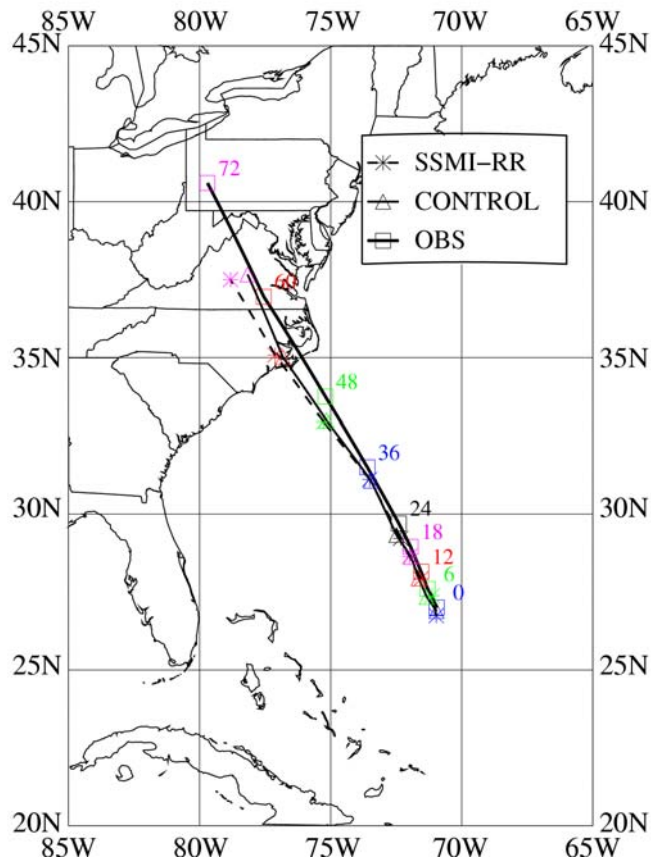 85W 80W 75W 70W 65W
45N 45N
72
SSMI-RR
40N 40N
CONTROL
OBS
60
35N 35N
48
36
30N 24 30N
18
12
6
0
25N 25N
20N 20N
85W 80W 75W 70W 65W